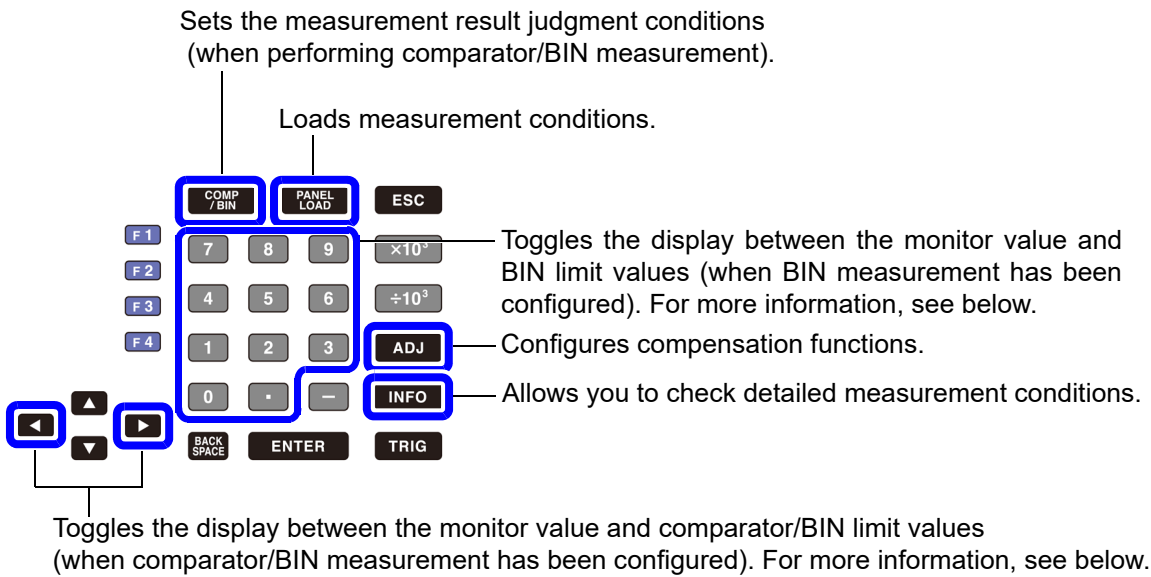 Sets the measurement result judgment conditions
(when performing comparator/BIN measurement).
Loads measurement conditions.
COMP
/ BIN
PANEL
LOAD
ESC
F 1
7
8
9
×10³
Toggles the display between the monitor value and
BIN limit values (when BIN measurement has been
configured). For more information, see below.
F 2
F 3
4
5
6
÷10³
F 4
1
2
3
ADJ
Configures compensation functions.
0
·
−
INFO
Allows you to check detailed measurement conditions.
◀
▲
▶
▼
BACK
SPACE
ENTER
TRIG
Toggles the display between the monitor value and comparator/BIN limit values
(when comparator/BIN measurement has been configured). For more information, see below.